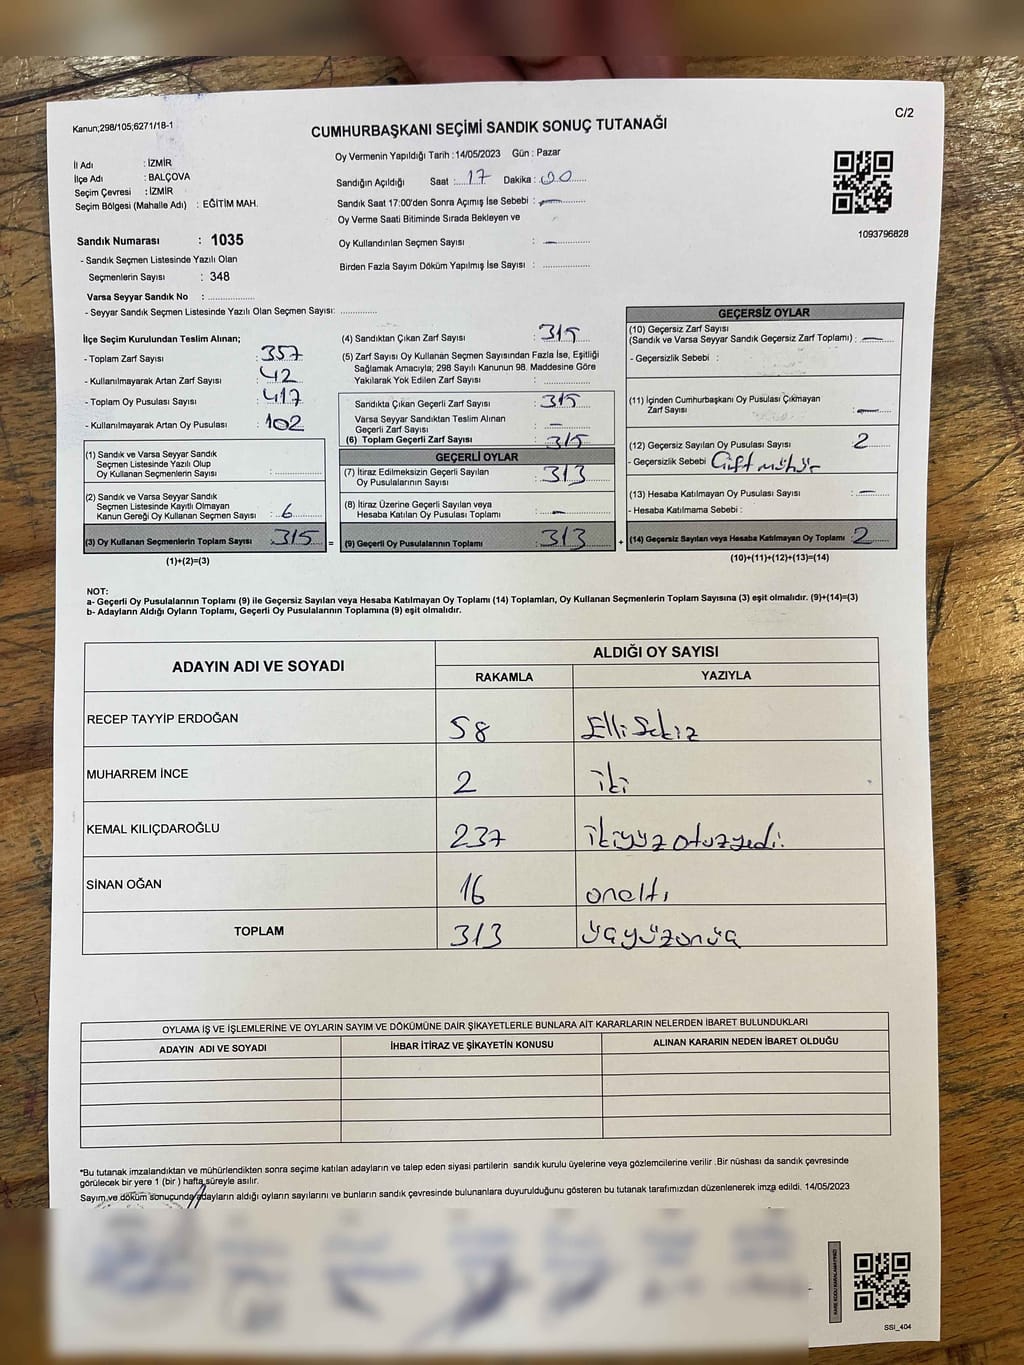 Kanun;298/105;6271/18-1
C/2
CUMHURBAŞKANI SEÇİMİ SANDIK SONUÇ TUTANAĞI
İl Adı : İZMİR
İlçe Adı : BALÇOVA
Seçim Çevresi : İZMİR
Seçim Bölgesi (Mahalle Adı) : EĞİTİM MAH.
Oy Vermenin Yapıldığı Tarih :14/05/2023 Gün : Pazar
Sandığın Açıldığı Saat : 17 Dakika : 00
Sandık Saat 17:00'den Sonra Açımış İse Sebebi : —
Oy Verme Saati Bitiminde Sırada Bekleyen ve
Oy Kullandırılan Seçmen Sayısı : —
Birden Fazla Sayım Döküm Yapılmış İse Sayısı : ...............
1093796828
Sandık Numarası : 1035
- Sandık Seçmen Listesinde Yazılı Olan
Seçmenlerin Sayısı : 348
Varsa Seyyar Sandık No : ...............
- Seyyar Sandık Seçmen Listesinde Yazılı Olan Seçmen Sayısı: ............
İlçe Seçim Kurulundan Teslim Alınan;
- Toplam Zarf Sayısı : 357
- Kullanılmayarak Artan Zarf Sayısı : 42
- Toplam Oy Pusulası Sayısı : 417
- Kullanılmayarak Artan Oy Pusulası : 102
(1) Sandık ve Varsa Seyyar Sandık
Seçmen Listesinde Yazılı Olup
Oy Kullanan Seçmenlerin Sayısı : ...............
(2) Sandık ve Varsa Seyyar Sandık
Seçmen Listesinde Kayıtlı Olmayan
Kanun Gereği Oy Kullanan Seçmen Sayısı : 6
(3) Oy Kullanan Seçmenlerin Toplam Sayısı : 315
(1)+(2)=(3)
=
(4) Sandıktan Çıkan Zarf Sayısı : 315
(5) Zarf Sayısı Oy Kullanan Seçmen Sayısından Fazla İse, Eşitliği
Sağlamak Amacıyla; 298 Sayılı Kanunun 98. Maddesine Göre
Yakılarak Yok Edilen Zarf Sayısı : ...............
Sandıkta Çıkan Geçerli Zarf Sayısı : 315
Varsa Seyyar Sandıktan Teslim Alınan
Geçerli Zarf Sayısı : —
(6) Toplam Geçerli Zarf Sayısı : 315
GEÇERLİ OYLAR
(7) İtiraz Edilmeksizin Geçerli Sayılan
Oy Pusulasının Sayısı : 313
(8) İtiraz Üzerine Geçerli Sayılan veya
Hesaba Katılan Oy Pusulası Toplamı : —
(9) Geçerli Oy Pusulalarının Toplamı : 313
+
GEÇERSİZ OYLAR
(10) Geçersiz Zarf Sayısı
(Sandık ve Varsa Seyyar Sandık Geçersiz Zarf Toplamı) : —
- Geçersizlik Sebebi :
(11) İçinden Cumhurbaşkanı Oy Pusulası Çıkmayan
Zarf Sayısı : —
(12) Geçersiz Sayılan Oy Pusulası Sayısı : 2
- Geçersizlik Sebebi : Çift mühür
(13) Hesaba Katılmayan Oy Pusulası Sayısı : —
- Hesaba Katılmama Sebebi :
(14) Geçersiz Sayılan veya Hesaba Katılmayan Oy Toplamı : 2
(10)+(11)+(12)+(13)=(14)
NOT:
a- Geçerli Oy Pusulalarının Toplamı (9) ile Geçersiz Sayılan veya Hesaba Katılmayan Oy Toplamı (14) Toplamları, Oy Kullanan Seçmenlerin Toplam Sayısına (3) eşit olmalıdır. (9)+(14)=(3)
b- Adayların Aldığı Oyların Toplamı, Geçerli Oy Pusulalarının Toplamına (9) eşit olmalıdır.
ADAYIN ADI VE SOYADI
ALDIĞI OY SAYISI
RAKAMLA YAZIYLA
RECEP TAYYİP ERDOĞAN 58 Elli Sekiz
MUHARREM İNCE 2 iki
KEMAL KILIÇDAROĞLU 237 ikiyüz otuzyedi.
SİNAN OĞAN 16 onaltı
TOPLAM 313 üçyüzonüç
OYLAMA İŞ VE İŞLEMLERİNE VE OYLARIN SAYIM VE DÖKÜMÜNE DAİR ŞİKAYETLERLE BUNLARA AİT KARARLARIN NELERDEN İBARET BULUNDUKLARI
ADAYIN ADI VE SOYADI İHBAR İTİRAZ VE ŞİKAYETİN KONUSU ALINAN KARARIN NEDEN İBARET OLDUĞU
*Bu tutanak imzalandıktan ve mühürlendikten sonra seçime katılan adayların ve talep eden siyasi partilerin sandık kurulu üyelerine veya gözlemcilerine verilir .Bir nüshası da sandık çevresinde
görülecek bir yere 1 (bir ) hafta süreyle asılır.
Sayım ve döküm sonuçunda adayların aldığı oyların sayılarını ve bunların sandık çevresinde bulunanlara duyurulduğunu gösteren bu tutanak tarafımızdan düzenlenerek imza edildi. 14/05/2023
SSI_404